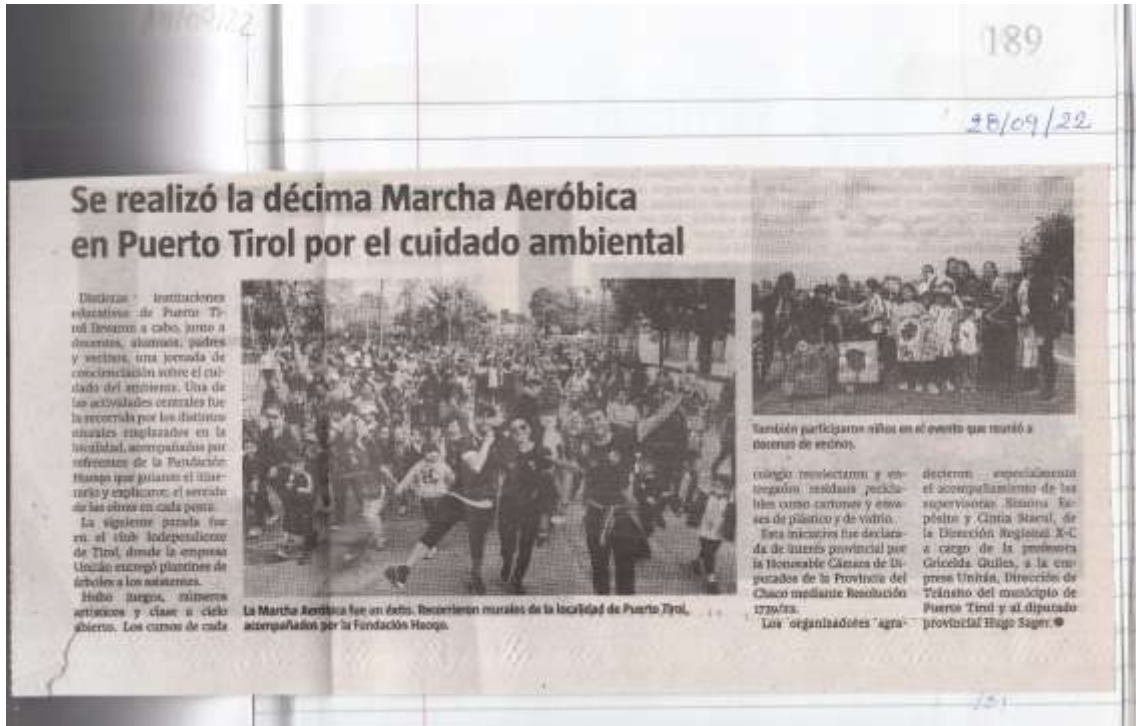 189
28/09/22
Se realizó la décima Marcha Aeróbica
en Puerto Tirol por el cuidado ambiental
Distintas instituciones
educativas de Puerto Ti-
rol llevaron a cabo, junto a
docentes, alumnos, padres
y vecinos, una jornada de
concienciación sobre el cui-
dado del ambiente. Una de
las actividades centrales fue
la recorrida por los distintos
murales emplazados en la
localidad, acompañados por
referentes de la Fundación
Haoqo que guiaron el itine-
rario y explicaron el sentido
de las obras en cada posta.
La siguiente parada fue
en el club Independiente
de Tirol, donde la empresa
Unitán entregó plantines de
árboles a los asistentes.
Hubo juegos, números
artísticos y clase a cielo
abierto. Los cursos de cada
La Marcha Aeróbica fue un éxito. Recorrieron murales de la localidad de Puerto Tirol,
acompañados por la Fundación Haoqo.
También participaron niños en el evento que reunió a
docenas de vecinos.
colegio recolectaron y en-
tregaron residuos recicla-
bles como cartones y enva-
ses de plástico y de vidrio.
Esta iniciativa fue declara-
da de interés provincial por
la Honorable Cámara de Di-
putados de la Provincia del
Chaco mediante Resolución
1739/22.
Los organizadores agra-
decieron especialmente
el acompañamiento de las
supervisoras Simona Es-
pósito y Cintia de
la Dirección Regional X-C
a cargo de la profesora
Gricelda Quiles, a la em-
presa Unitán, Dirección de
Tránsito del municipio de
Puerto Tirol y al diputado
provincial Hugo Sager.